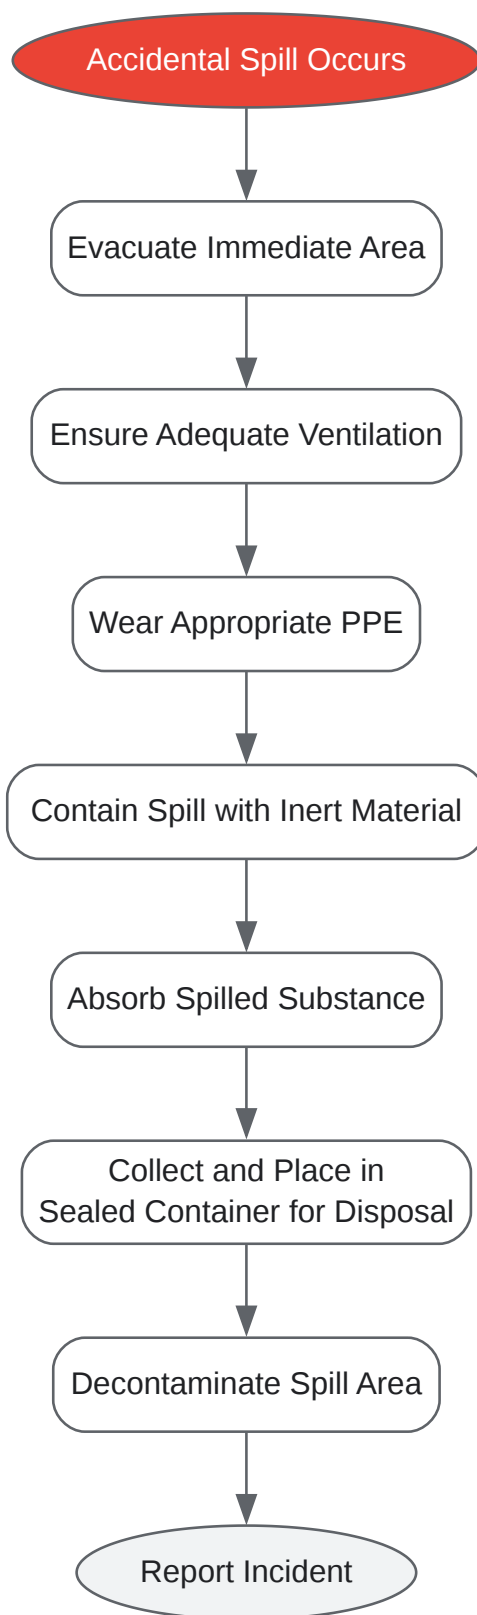 Accidental Spill Occurs
Evacuate Immediate Area
Ensure Adequate Ventilation
Wear Appropriate PPE
Contain Spill with Inert Material
Absorb Spilled Substance
Collect and Place in
Sealed Container for Disposal
Decontaminate Spill Area
Report Incident